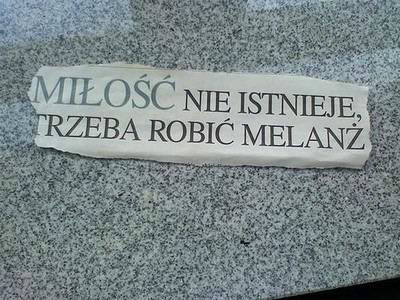 MIŁOŚĆ NIE ISTNIEJE,
TRZEBA ROBIĆ MELANŻ